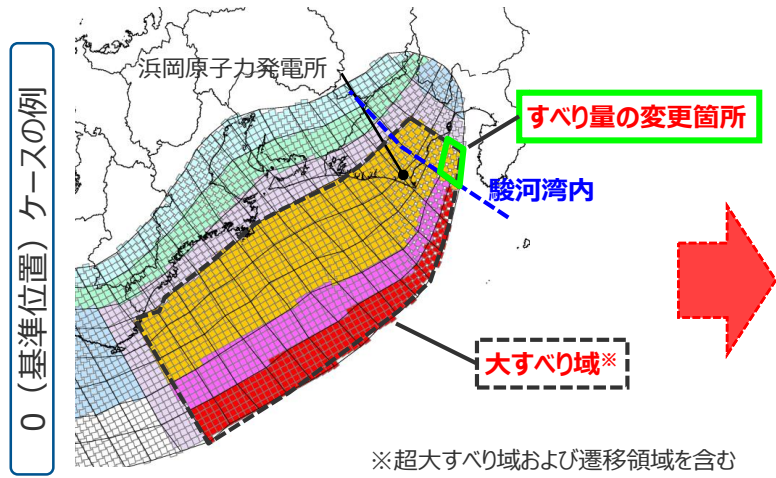 0(基準位置)ケースの例
浜岡原子力発電所
すべり量の変更箇所
駿河湾内
大すべり域※
※超大すべり域および遷移領域を含む